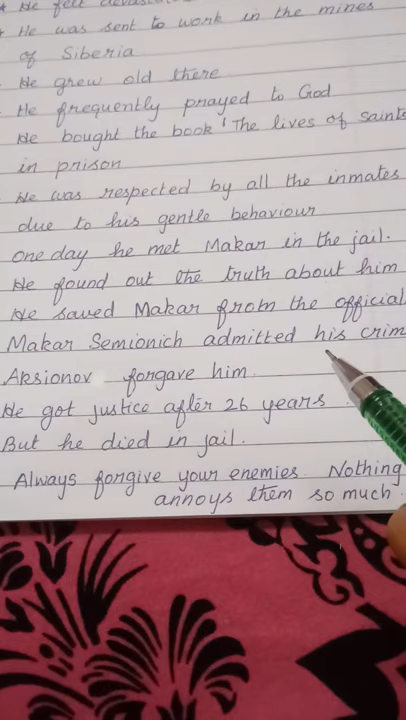 * He felt
* He was sent to work in the mines
of Siberia
He grew old there
He frequently prayed to God
He bought the book 'The lives of saints
in prison
He was respected by all the inmates
due to his gentle behaviour
One day he met Makar in the jail.
He found out the truth about him
He saved Makar from the official
Makar Semionich admitted his crim
Aksionov forgave him
He got justice after 26 years
But he died in jail.
Always forgive your enemies. Nothing
annoys them so much.